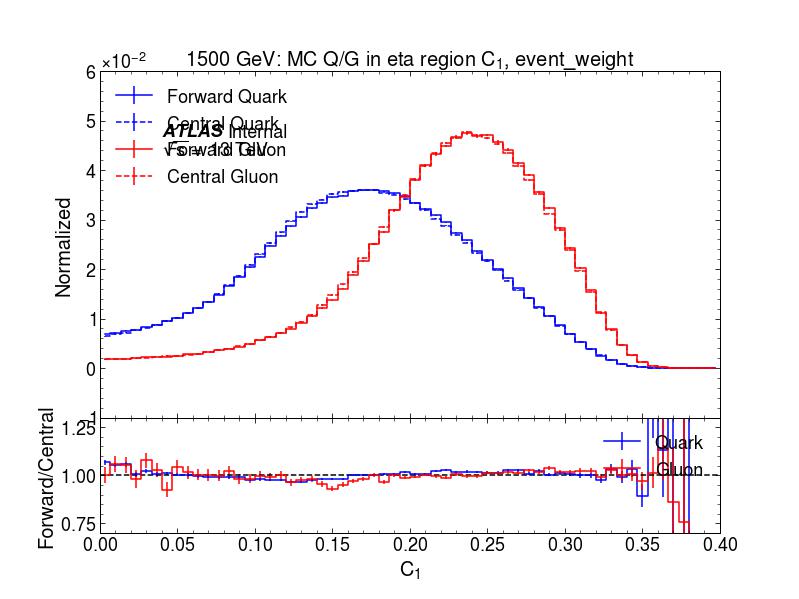 ×10⁻²
1500 GeV: MC Q/G in eta region C₁, event_weight
6
5
4
3
2
1
0
−1
Normalized
Forward Quark
Central Quark
ATLAS Internal
Forward Gluon
√s = 13 TeV
Central Gluon
1.25
1.00
0.75
Forward/Central
Quark
Gluon
0.00 0.05 0.10 0.15 0.20 0.25 0.30 0.35 0.40
C₁